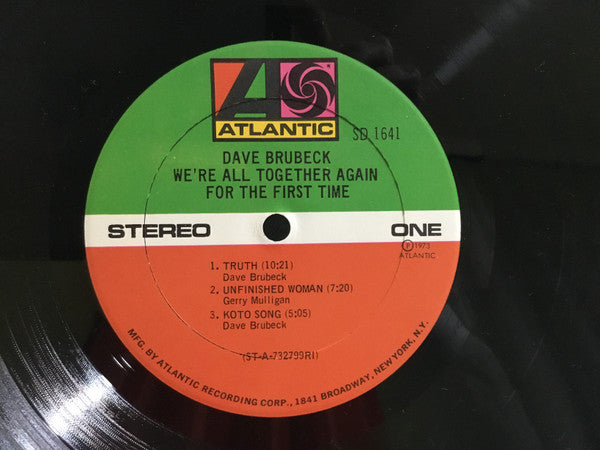 ATLANTIC
SD 1641
DAVE BRUBECK
WE'RE ALL TOGETHER AGAIN
FOR THE FIRST TIME
STEREO
ONE
Ⓟ1973
ATLANTIC
1. TRUTH (10:21)
Dave Brubeck
2. UNFINISHED WOMAN (7:20)
Gerry Mulligan
3. KOTO SONG (5:05)
Dave Brubeck
(ST-A-732799RI)
MFG. BY ATLANTIC RECORDING CORP., 1841 BROADWAY, NEW YORK, N.Y.